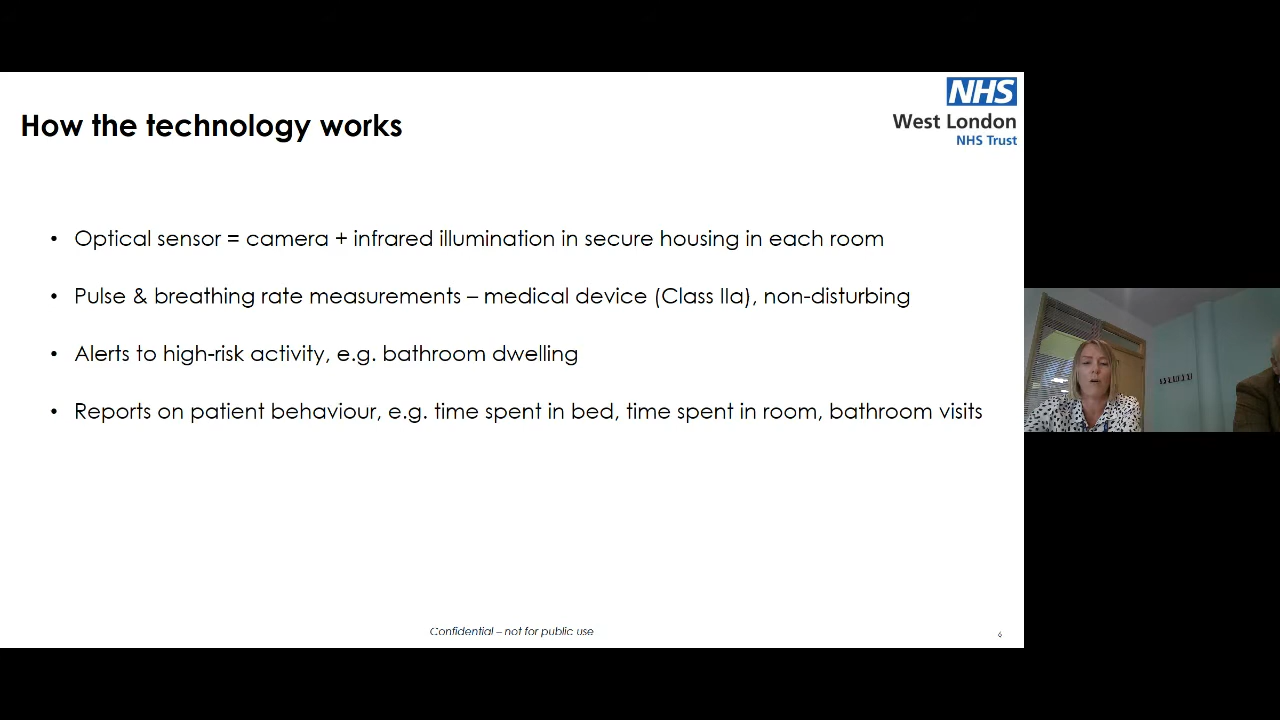 NHS
How the technology works
West London
NHS Trust
• Optical sensor = camera + infrared illumination in secure housing in each room
• Pulse & breathing rate measurements – medical device (Class IIa), non-disturbing
• Alerts to high-risk activity, e.g. bathroom dwelling
• Reports on patient behaviour, e.g. time spent in bed, time spent in room, bathroom visits
Confidential – not for public use
6